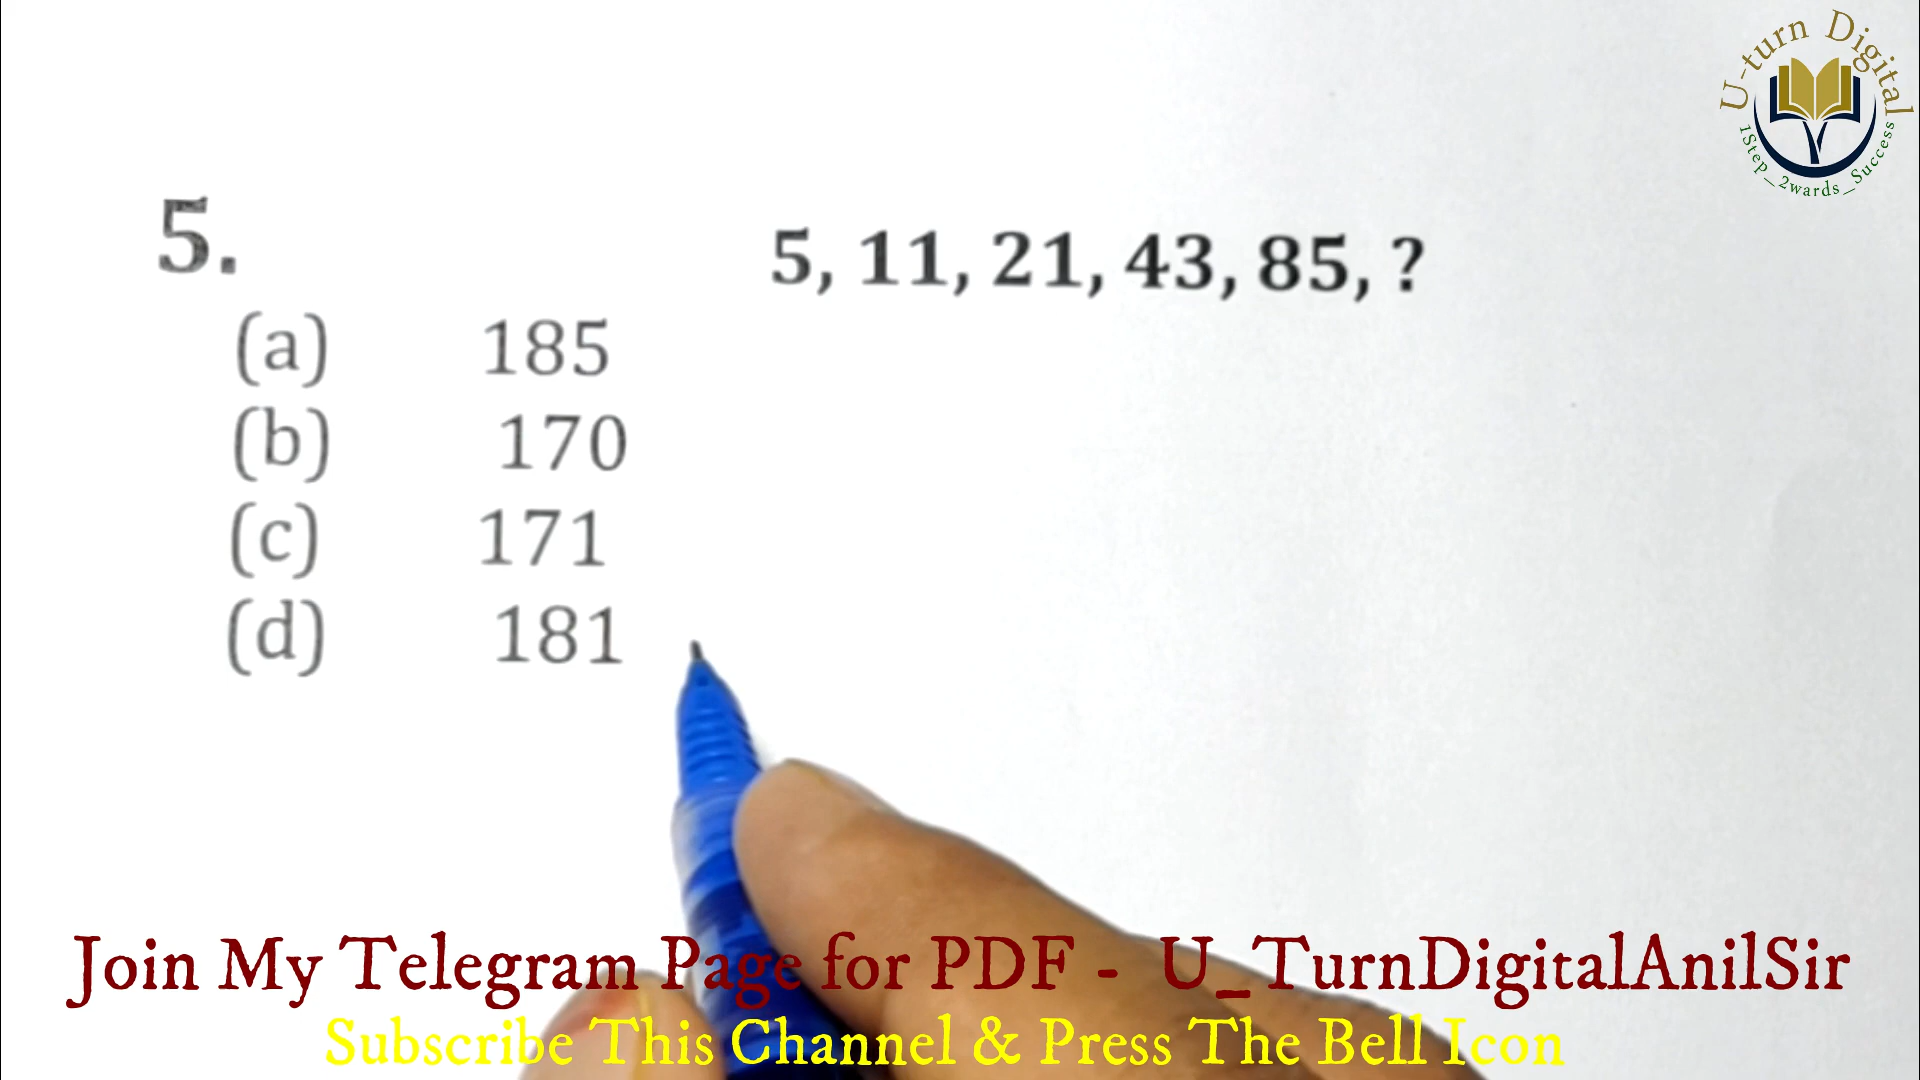 U-turn Digital
1Step_2wards_Success
5. 5, 11, 21, 43, 85, ?
(a) 185
(b) 170
(c) 171
(d) 181
Join My Telegram Page for PDF - U_TurnDigitalAnilSir
Subscribe This Channel & Press The Bell Icon